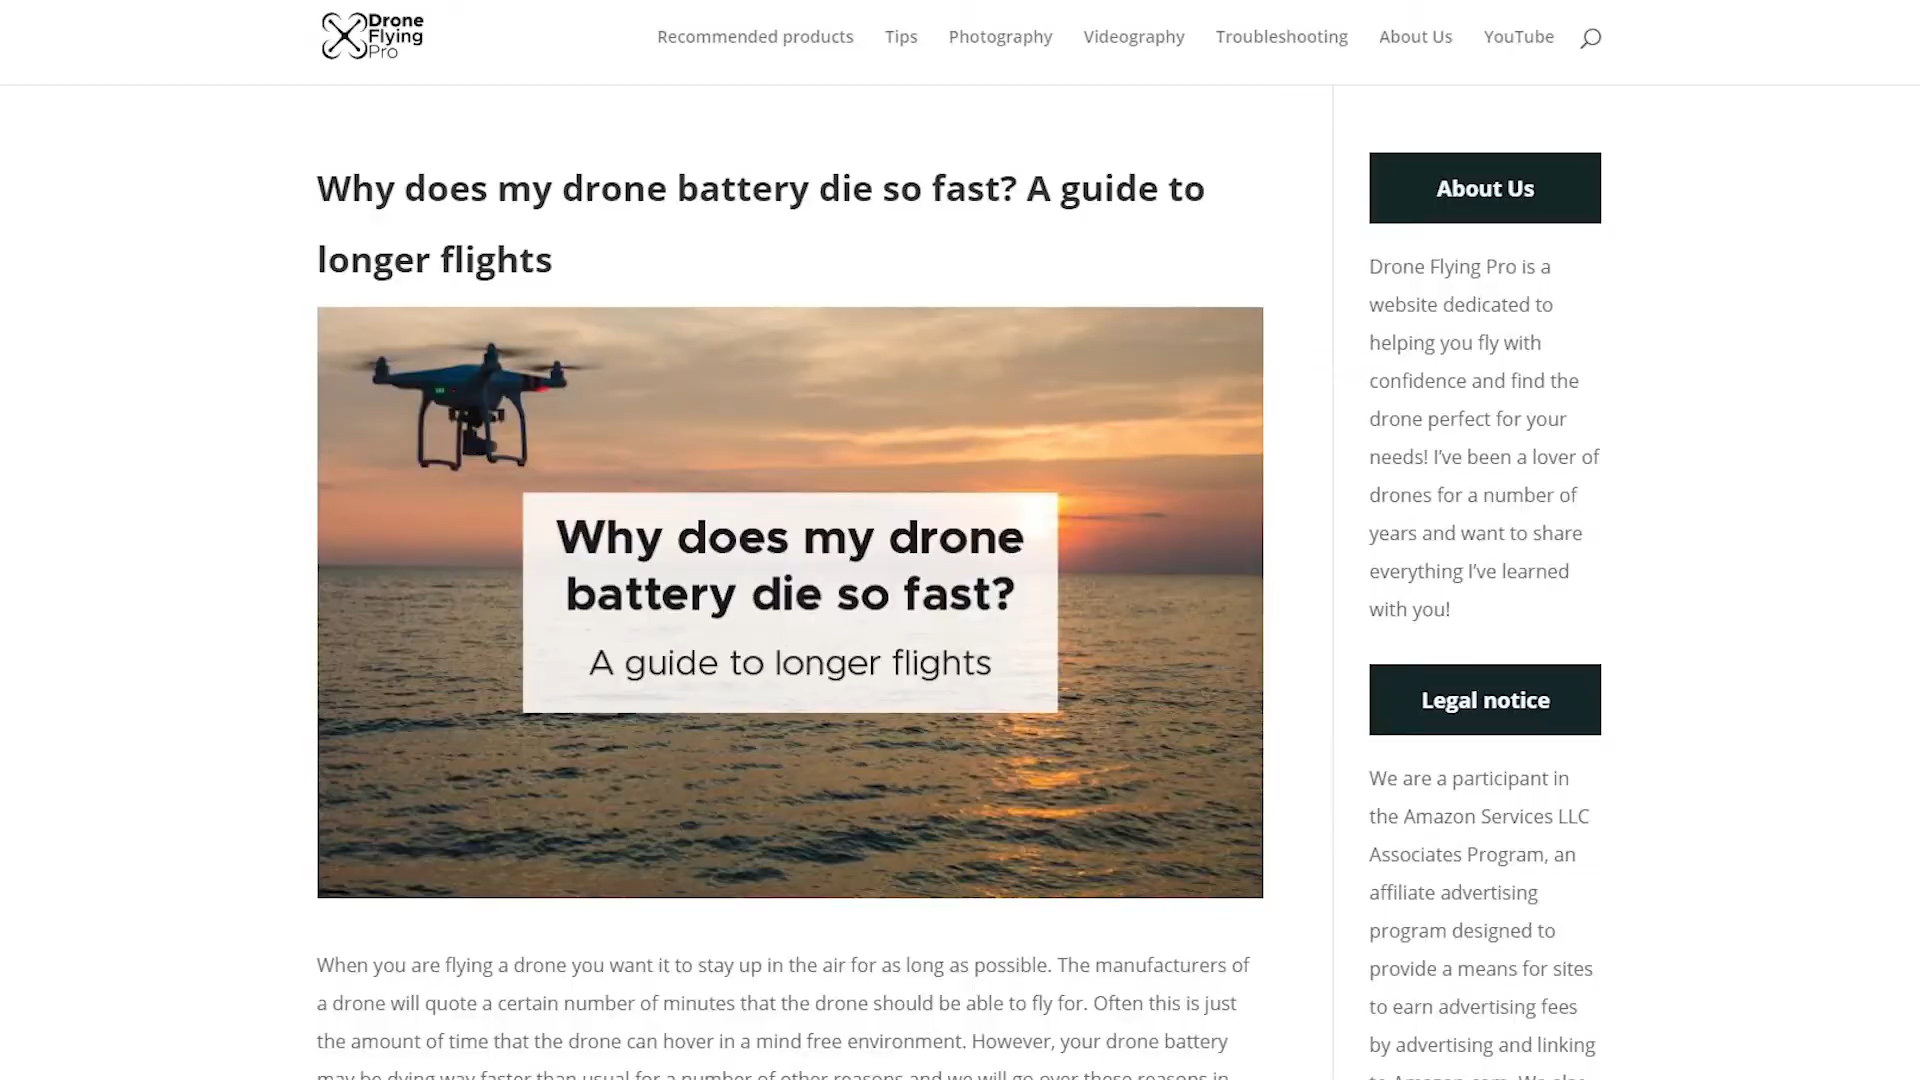 Drone
Flying
Pro
Recommended products
Tips
Photography
Videography
Troubleshooting
About Us
YouTube
Why does my drone battery die so fast? A guide to
longer flights
Why does my drone
battery die so fast?
A guide to longer flights
When you are flying a drone you want it to stay up in the air for as long as possible. The manufacturers of
a drone will quote a certain number of minutes that the drone should be able to fly for. Often this is just
the amount of time that the drone can hover in a mind free environment. However, your drone battery
may be dying way faster than usual for a number of other reasons and we will go over these reasons in
About Us
Drone Flying Pro is a
website dedicated to
helping you fly with
confidence and find the
drone perfect for your
needs! I’ve been a lover of
drones for a number of
years and want to share
everything I’ve learned
with you!
Legal notice
We are a participant in
the Amazon Services LLC
Associates Program, an
affiliate advertising
program designed to
provide a means for sites
to earn advertising fees
by advertising and linking
to Amazon.com. We also